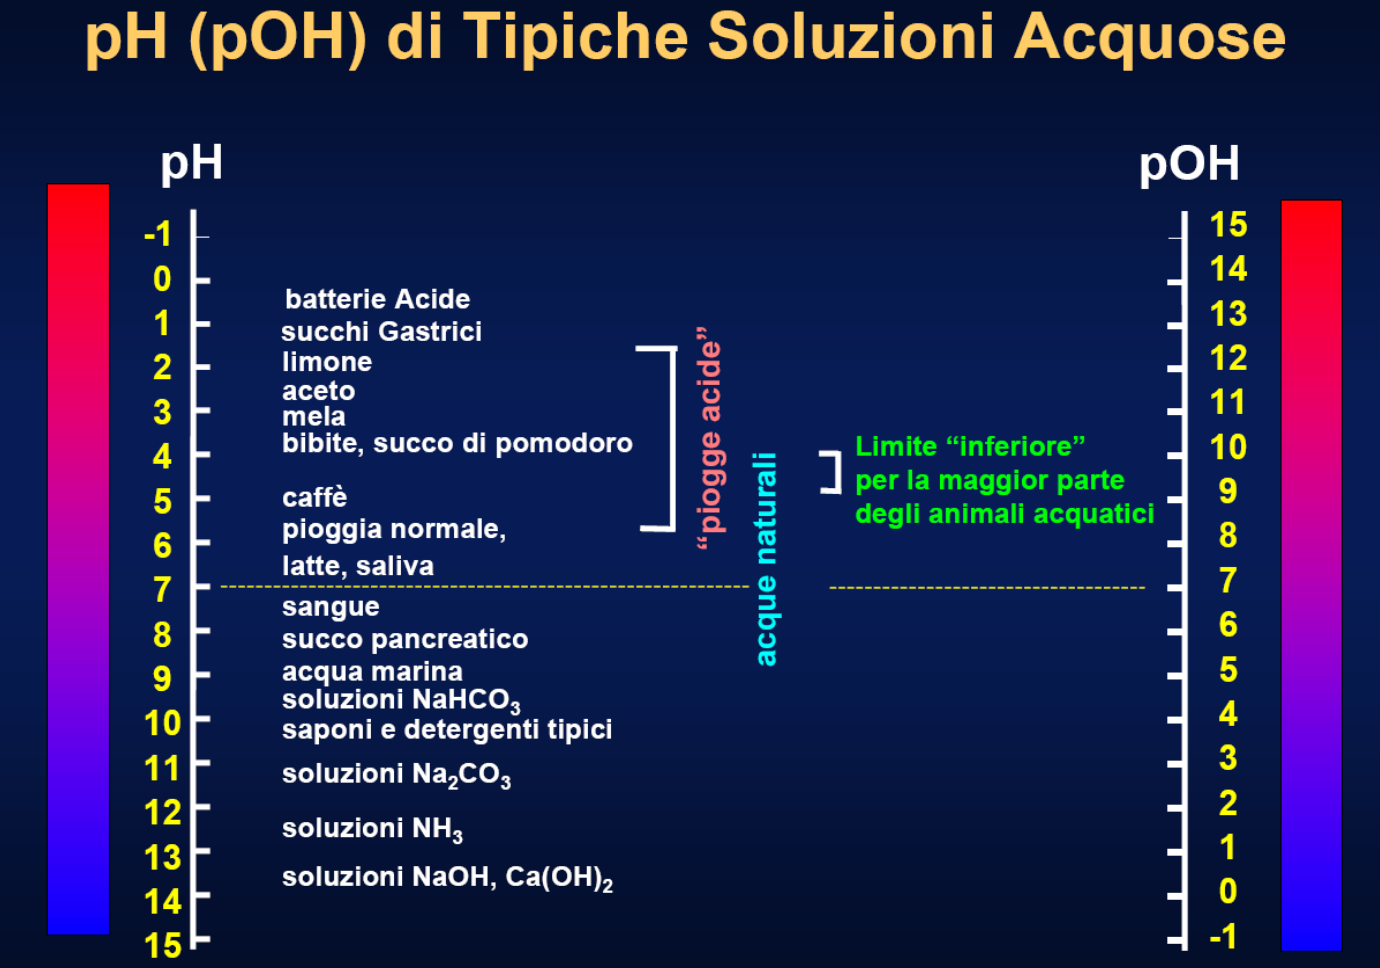 pH (pOH) di Tipiche Soluzioni Acquose
pH
-1
0
1
2
3
4
5
6
7
8
9
10
11
12
13
14
15
batterie Acide
succhi Gastrici
limone
aceto
mela
bibite, succo di pomodoro
caffè
pioggia normale,
latte, saliva
sangue
succo pancreatico
acqua marina
soluzioni NaHCO₃
saponi e detergenti tipici
soluzioni Na₂CO₃
soluzioni NH₃
soluzioni NaOH, Ca(OH)₂
“piogge acide”
acque naturali
Limite “inferiore”
per la maggior parte
degli animali acquatici
pOH
15
14
13
12
11
10
9
8
7
6
5
4
3
2
1
0
-1